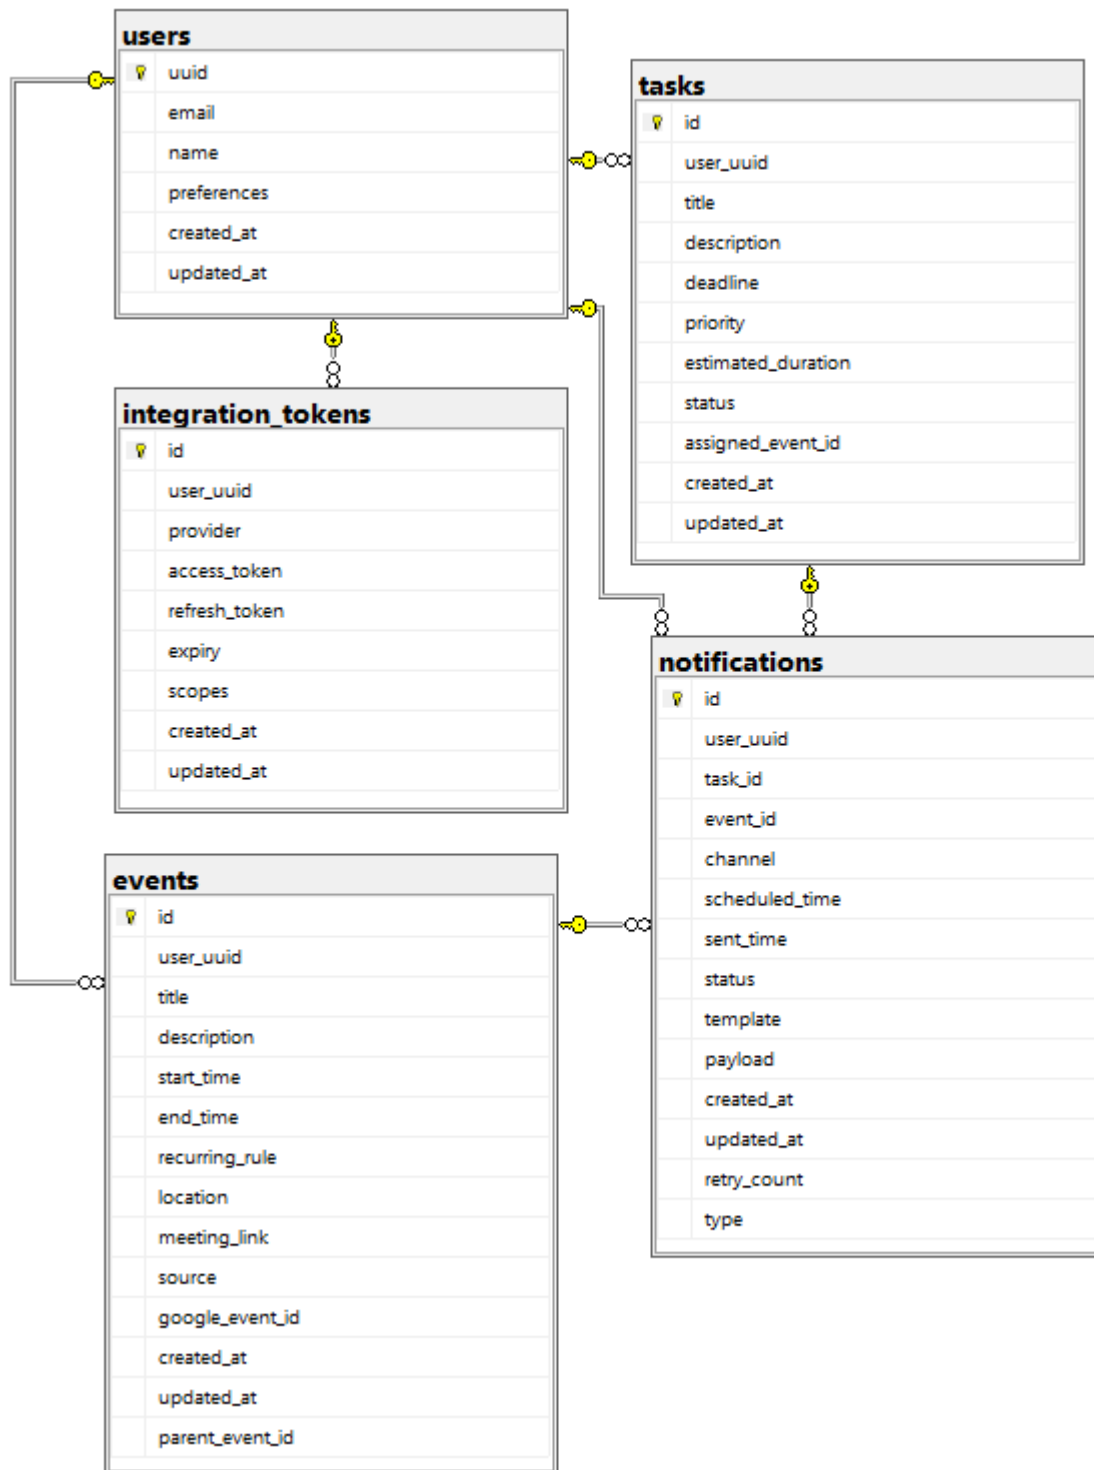 users
uuid
email
name
preferences
created_at
updated_at
tasks
id
user_uuid
title
description
deadline
priority
estimated_duration
status
assigned_event_id
created_at
updated_at
integration_tokens
id
user_uuid
provider
access_token
refresh_token
expiry
scopes
created_at
updated_at
notifications
id
user_uuid
task_id
event_id
channel
scheduled_time
sent_time
status
template
payload
created_at
updated_at
retry_count
type
events
id
user_uuid
title
description
start_time
end_time
recurring_rule
location
meeting_link
source
google_event_id
created_at
updated_at
parent_event_id